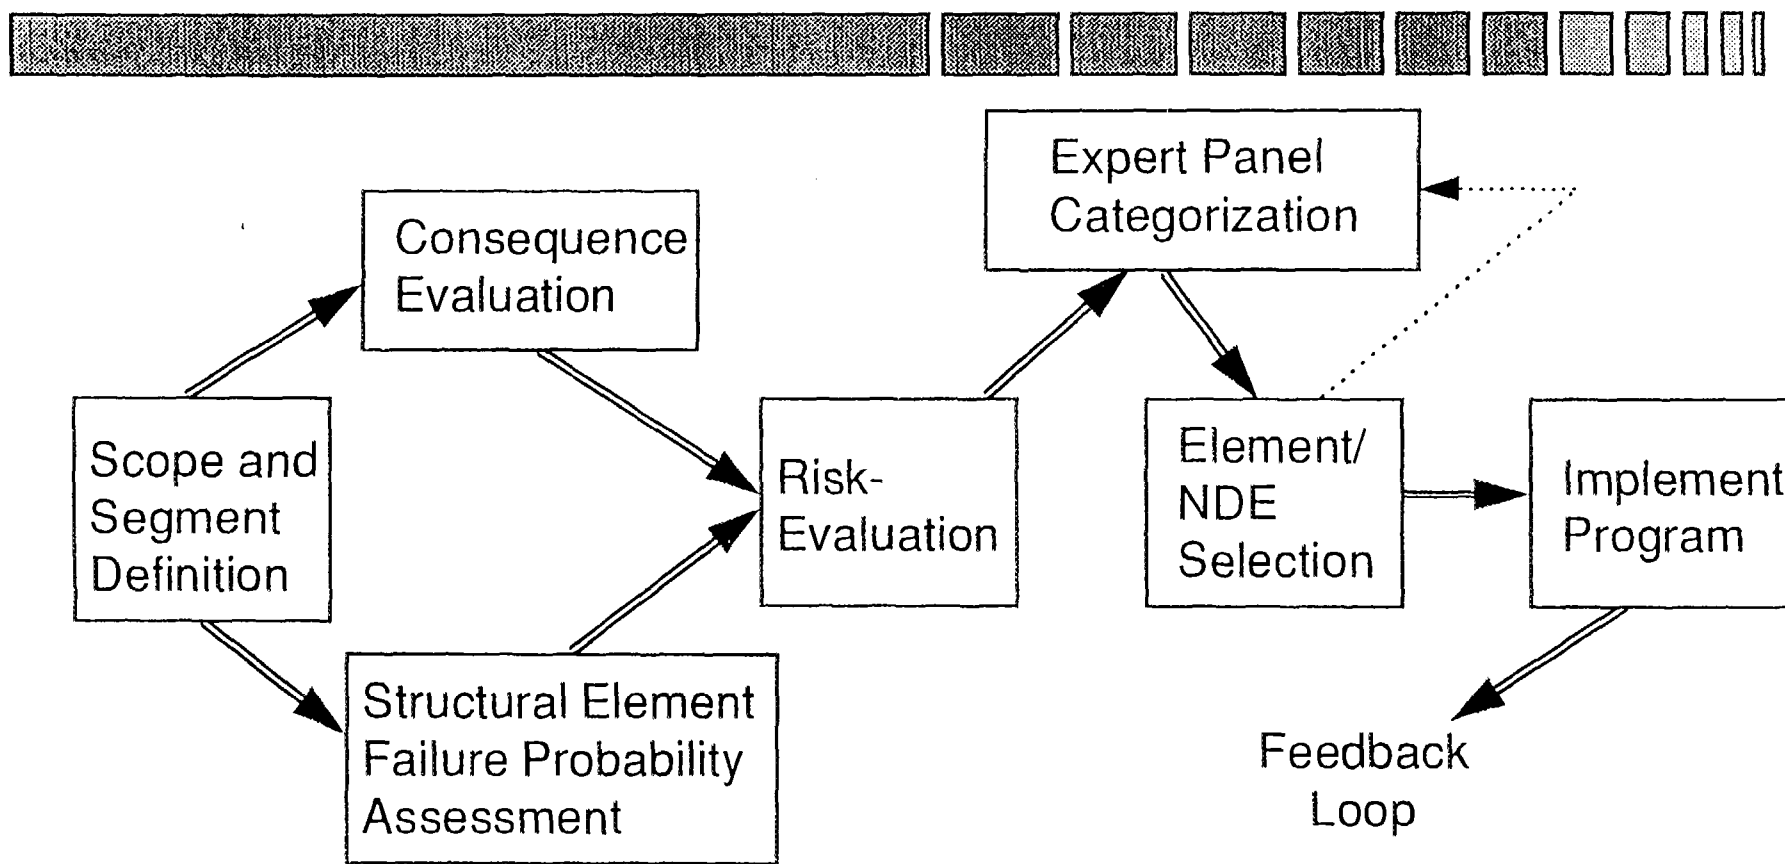 Expert Panel
Categorization
Consequence
Evaluation
Scope and
Segment
Definition
Risk-
Evaluation
Element/
NDE
Selection
Implement
Program
Structural Element
Failure Probability
Assessment
Feedback
Loop